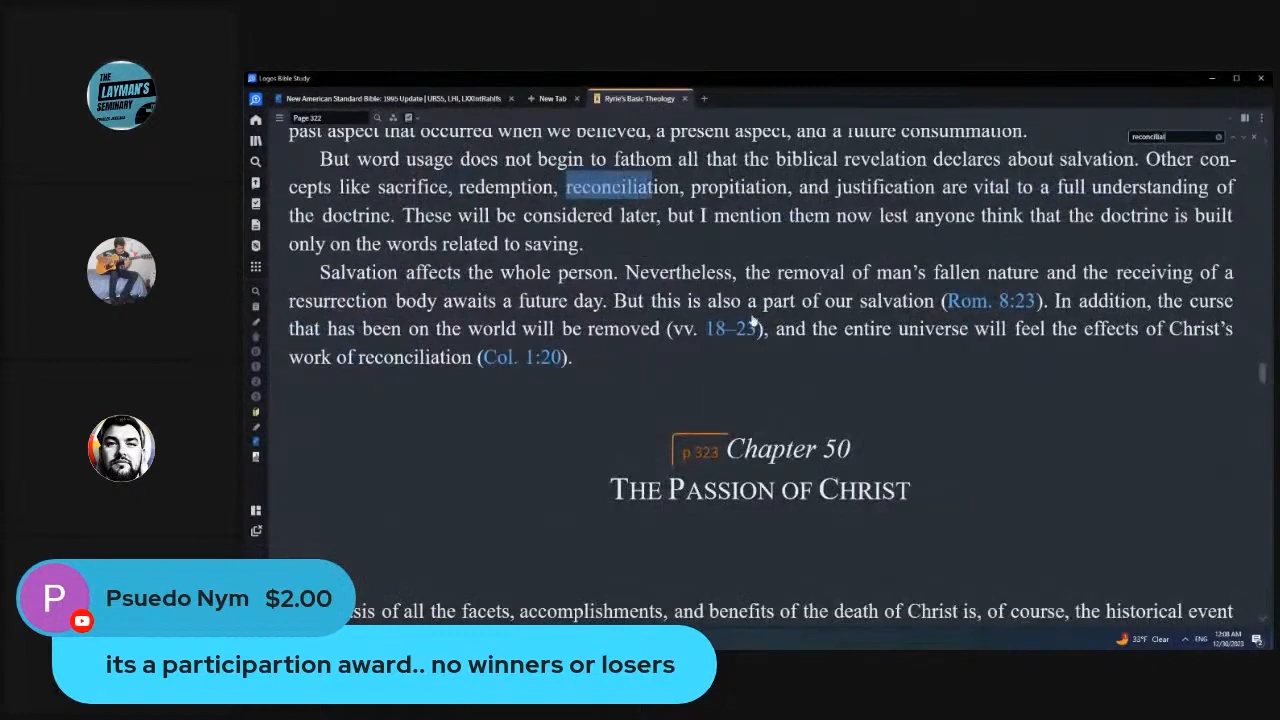 THE
LAYMAN'S
SEMINARY
Logos Bible Study
New American Standard Bible: 1995 Update | UBS5, LHI, LXXIntRahlfs
New Tab
Ryrie's Basic Theology
Page 322
reconciliat
past aspect that occurred when we believed, a present aspect, and a future consummation.
But word usage does not begin to fathom all that the biblical revelation declares about salvation. Other con-
cepts like sacrifice, redemption, reconciliation, propitiation, and justification are vital to a full understanding of
the doctrine. These will be considered later, but I mention them now lest anyone think that the doctrine is built
only on the words related to saving.
Salvation affects the whole person. Nevertheless, the removal of man's fallen nature and the receiving of a
resurrection body awaits a future day. But this is also a part of our salvation (Rom. 8:23). In addition, the curse
that has been on the world will be removed (vv. 18–23), and the entire universe will feel the effects of Christ's
work of reconciliation (Col. 1:20).
p 323 Chapter 50
THE PASSION OF CHRIST
sis of all the facets, accomplishments, and benefits of the death of Christ is, of course, the historical event
33°F Clear
ENG
12:08 AM
12/30/2023
P
Psuedo Nym $2.00
its a participartion award.. no winners or losers